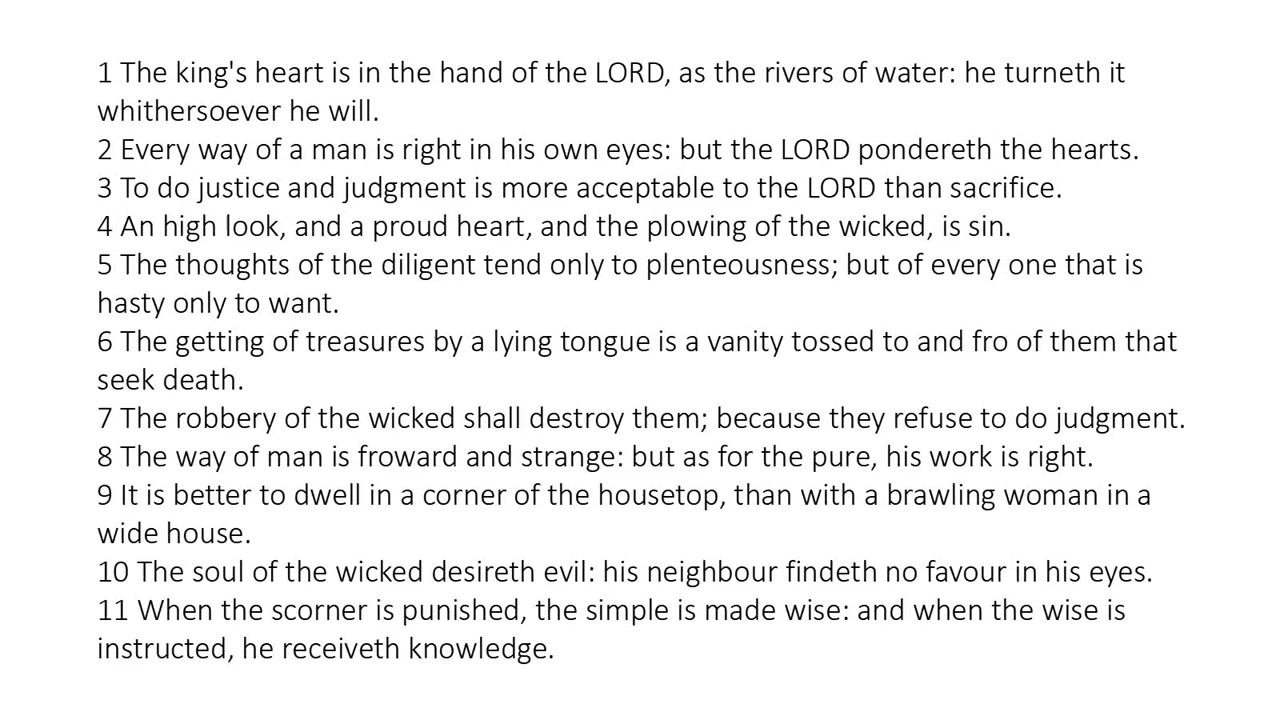 1 The king's heart is in the hand of the LORD, as the rivers of water: he turneth it
whithersoever he will.
2 Every way of a man is right in his own eyes: but the LORD pondereth the hearts.
3 To do justice and judgment is more acceptable to the LORD than sacrifice.
4 An high look, and a proud heart, and the plowing of the wicked, is sin.
5 The thoughts of the diligent tend only to plenteousness; but of every one that is
hasty only to want.
6 The getting of treasures by a lying tongue is a vanity tossed to and fro of them that
seek death.
7 The robbery of the wicked shall destroy them; because they refuse to do judgment.
8 The way of man is froward and strange: but as for the pure, his work is right.
9 It is better to dwell in a corner of the housetop, than with a brawling woman in a
wide house.
10 The soul of the wicked desireth evil: his neighbour findeth no favour in his eyes.
11 When the scorner is punished, the simple is made wise: and when the wise is
instructed, he receiveth knowledge.